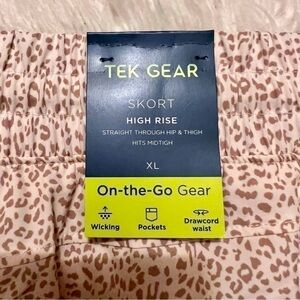 TEK GEAR
SKORT
HIGH RISE
STRAIGHT THROUGH HIP & THIGH
HITS MIDTIGH
XL
On-the-Go Gear
Wicking
Pockets
Drawcord
waist